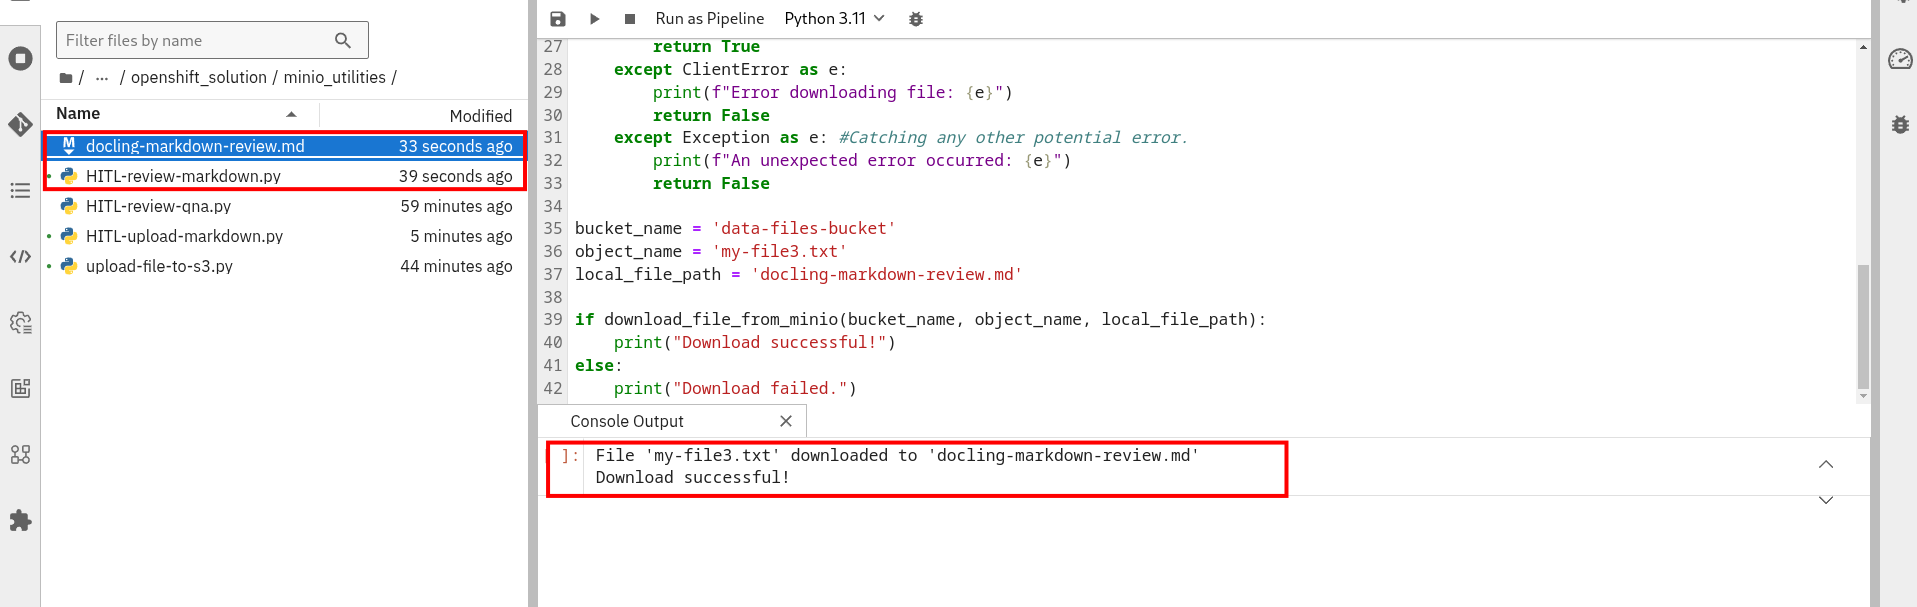 Filter files by name
/ ... / openshift_solution / minio_utilities /
Name Modified
docling-markdown-review.md 33 seconds ago
HITL-review-markdown.py 39 seconds ago
HITL-review-qna.py 59 minutes ago
HITL-upload-markdown.py 5 minutes ago
upload-file-to-s3.py 44 minutes ago
Run as Pipeline Python 3.11
27 return True
28 except ClientError as e:
29 print(f"Error downloading file: {e}")
30 return False
31 except Exception as e: #Catching any other potential error.
32 print(f"An unexpected error occurred: {e}")
33 return False
34
35 bucket_name = 'data-files-bucket'
36 object_name = 'my-file3.txt'
37 local_file_path = 'docling-markdown-review.md'
38
39 if download_file_from_minio(bucket_name, object_name, local_file_path):
40 print("Download successful!")
41 else:
42 print("Download failed.")
Console Output
]: File 'my-file3.txt' downloaded to 'docling-markdown-review.md'
Download successful!